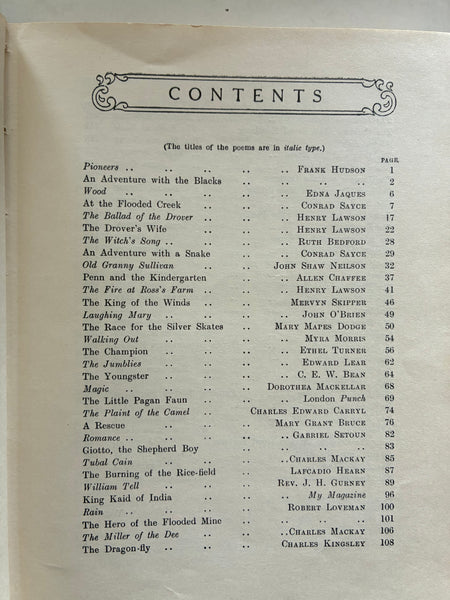 CONTENTS
(The titles of the poems are in italic type.)
PAGE
Pioneers .. .. .. .. .. FRANK HUDSON 1
An Adventure with the Blacks .. .. .. .. .. 2
Wood .. .. .. .. .. EDNA JAQUES 6
At the Flooded Creek .. .. .. CONRAD SAYCE 7
The Ballad of the Drover .. .. .. HENRY LAWSON 17
The Drover's Wife .. .. .. HENRY LAWSON 22
The Witch's Song .. .. .. .. RUTH BEDFORD 28
An Adventure with a Snake .. .. .. CONRAD SAYCE 29
Old Granny Sullivan .. .. JOHN SHAW NEILSON 32
Penn and the Kindergarten .. .. ALLEN CHAFFEE 37
The Fire at Ross's Farm .. .. .. HENRY LAWSON 41
The King of the Winds .. .. .. MERVYN SKIPPER 46
Laughing Mary .. .. .. .. JOHN O'BRIEN 49
The Race for the Silver Skates .. MARY MAPES DODGE 50
Walking Out .. .. .. .. MYRA MORRIS 54
The Champion .. .. .. .. ETHEL TURNER 56
The Jumblies .. .. .. .. EDWARD LEAR 62
The Youngster .. .. .. .. C. E. W. BEAN 64
Magic .. .. .. .. DOROTHEA MACKELLAR 68
The Little Pagan Faun .. .. .. London Punch 69
The Plaint of the Camel .. CHARLES EDWARD CARRYL 74
A Rescue .. .. .. MARY GRANT BRUCE 76
Romance .. .. .. .. .. GABRIEL SETOUN 82
Giotto, the Shepherd Boy .. .. .. .. .. 83
Tubal Cain .. .. .. ..CHARLES MACKAY 85
The Burning of the Rice-field .. .. LAFCADIO HEARN 87
William Tell .. .. .. REV. J. H. GURNEY 89
King Kaid of India .. .. .. My Magazine 96
Rain .. .. .. .. ROBERT LOVEMAN 100
The Hero of the Flooded Mine .. .. .. .. .. 101
The Miller of the Dee .. .. ..CHARLES MACKAY 106
The Dragon-fly .. .. .. .. CHARLES KINGSLEY 108